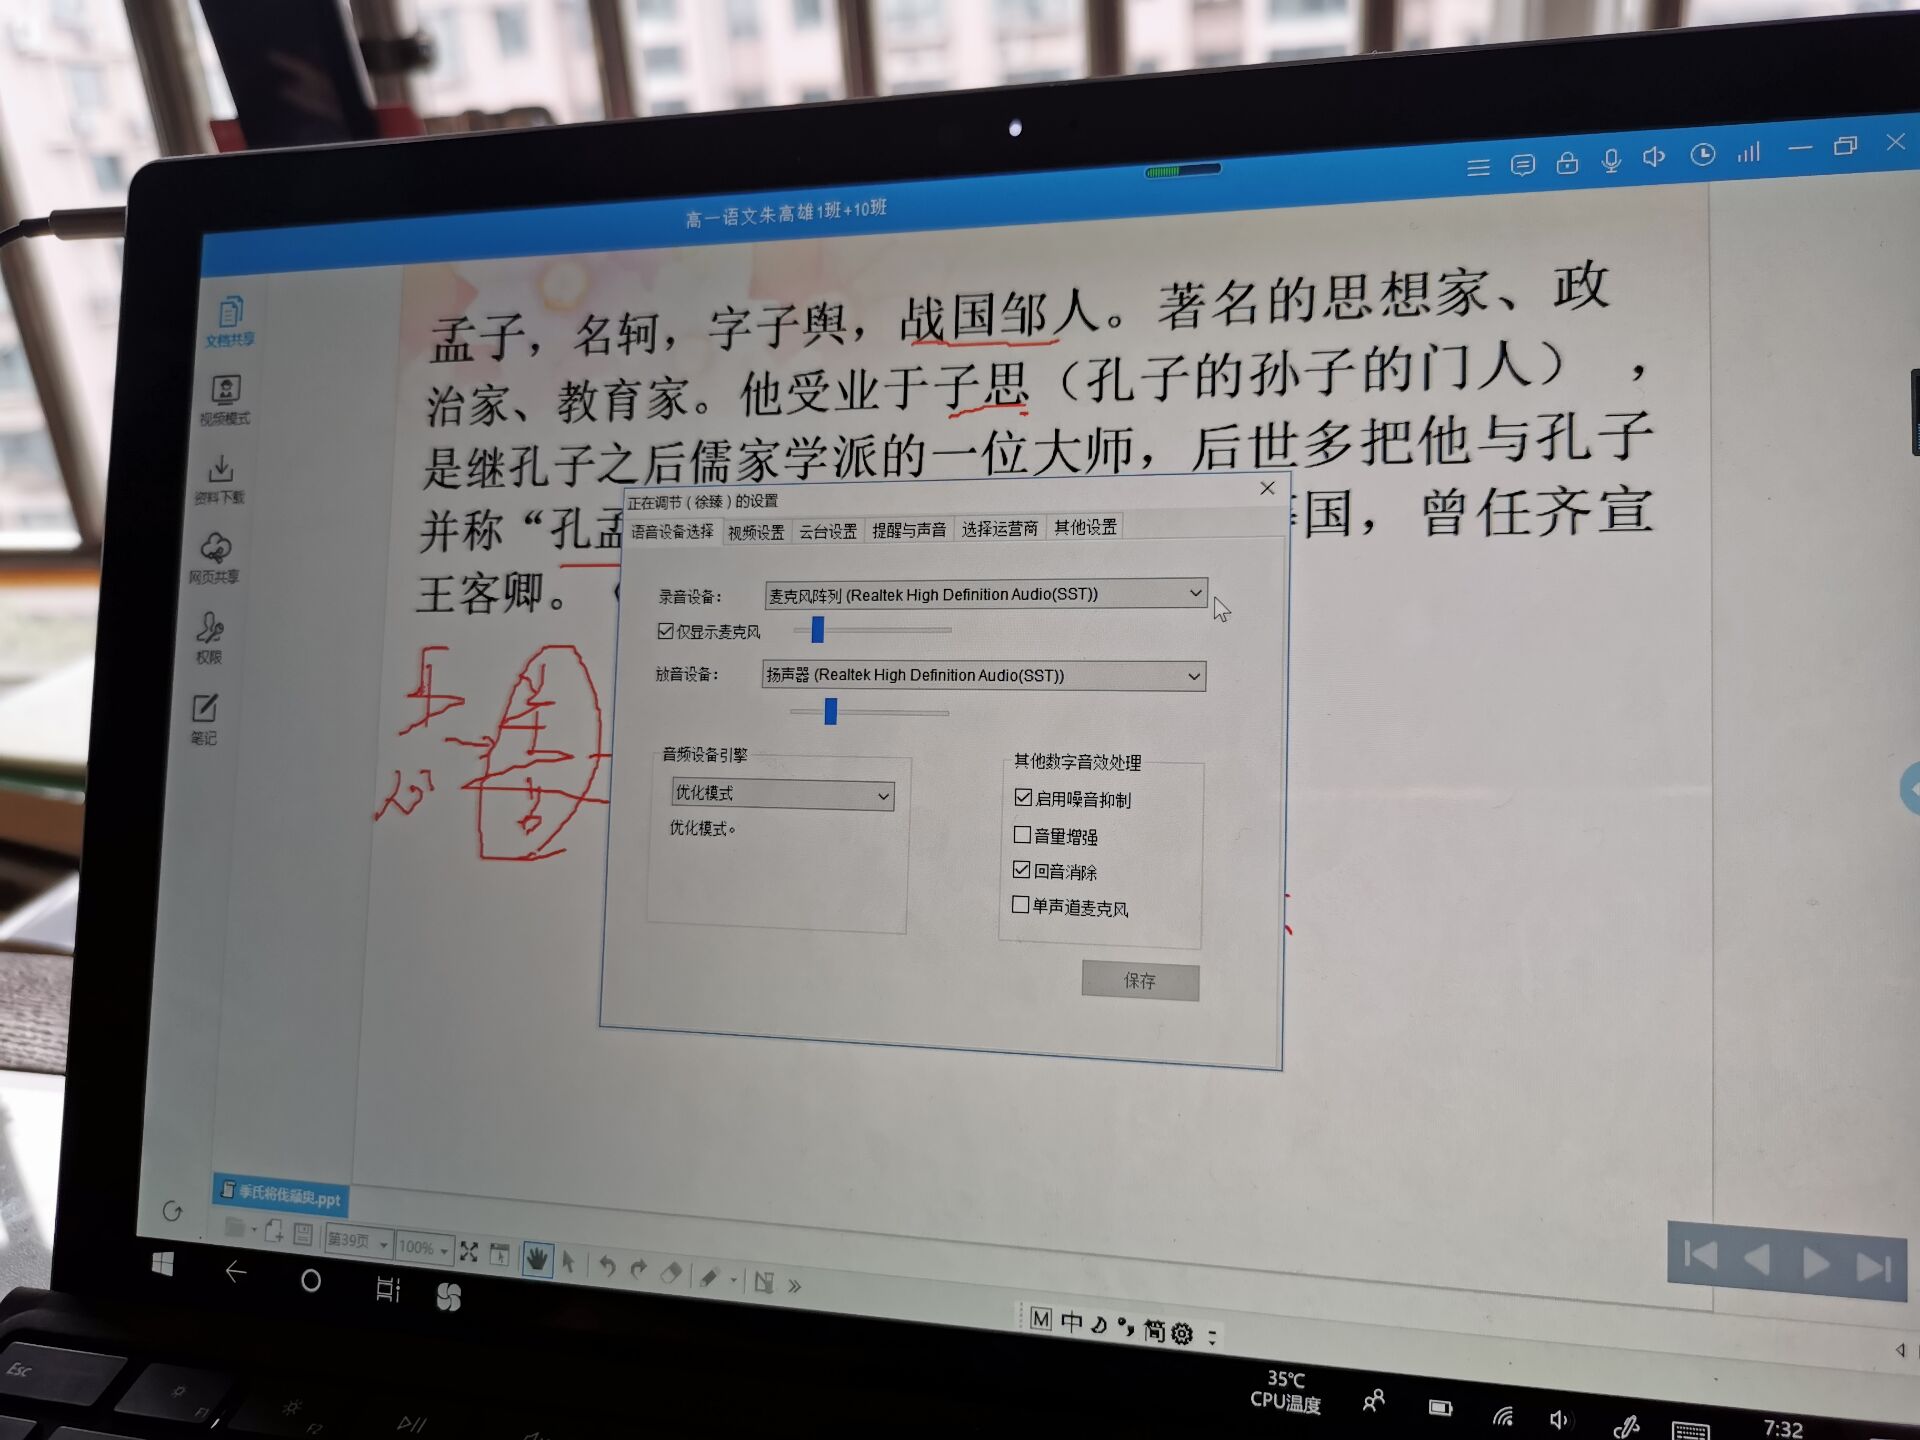 高一语文朱高雄1班+10班
文档共享
视频模式
资料下载
网页共享
权限
笔记
孟子，名轲，字子舆，战国邹人。著名的思想家、政
治家、教育家。他受业于子思（孔子的孙子的门人），
是继孔子之后儒家学派的一位大师，后世多把他与孔子
并称“孔孟
国，曾任齐宣
王客卿。
正在调节（徐臻）的设置
语音设备选择 视频设置 云台设置 提醒与声音 选择运营商 其他设置
录音设备： 麦克风阵列 (Realtek High Definition Audio(SST))
仅显示麦克风
放音设备： 扬声器 (Realtek High Definition Audio(SST))
音频设备引擎
优化模式
优化模式。
其他数字音效处理
启用噪音抑制
音量增强
回音消除
单声道麦克风
保存
季氏将伐颛臾.ppt
第39页 100%
M 中 简
35℃
CPU温度
7:32
Esc
F1
F2